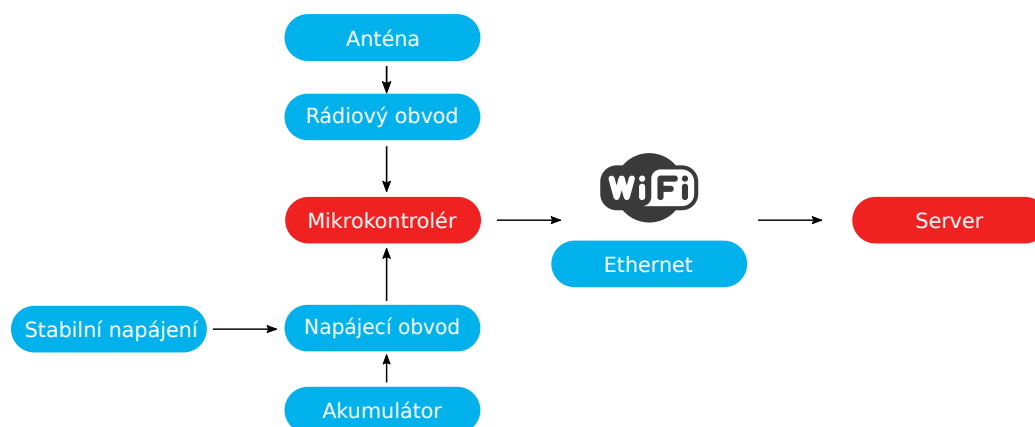 Anténa
Rádiový obvod
WiFi
Mikrokontrolér
Server
Ethernet
Stabilní napájení
Napájecí obvod
Akumulátor